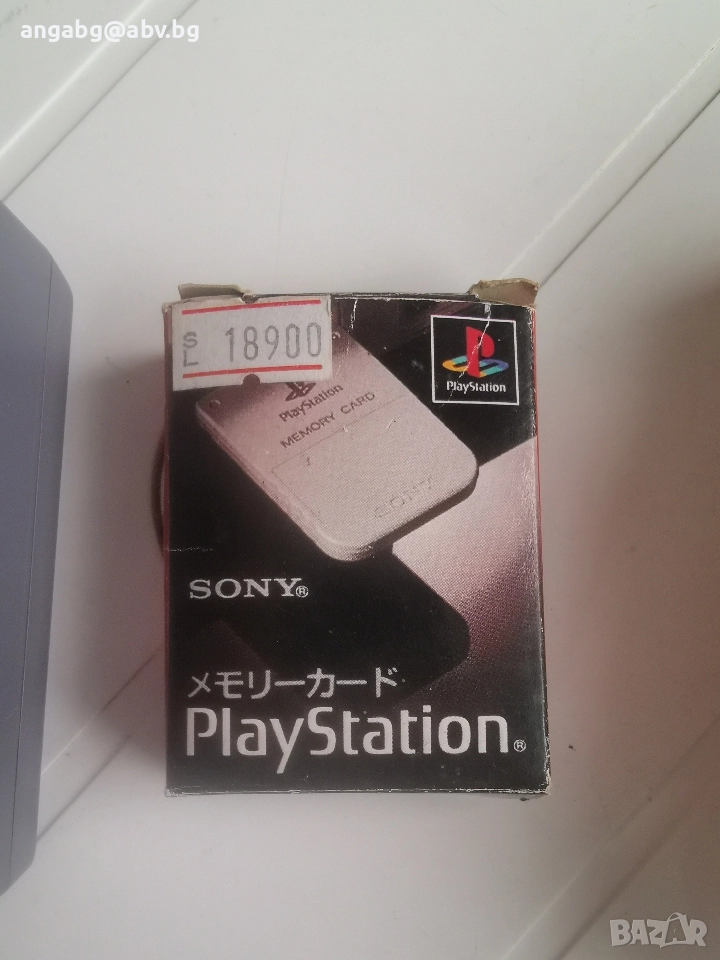 angabg@abv.bg
SL 18900
PlayStation
PlayStation
MEMORY CARD
SONY
SONY®
メモリーカード
PlayStation®
BAZAR